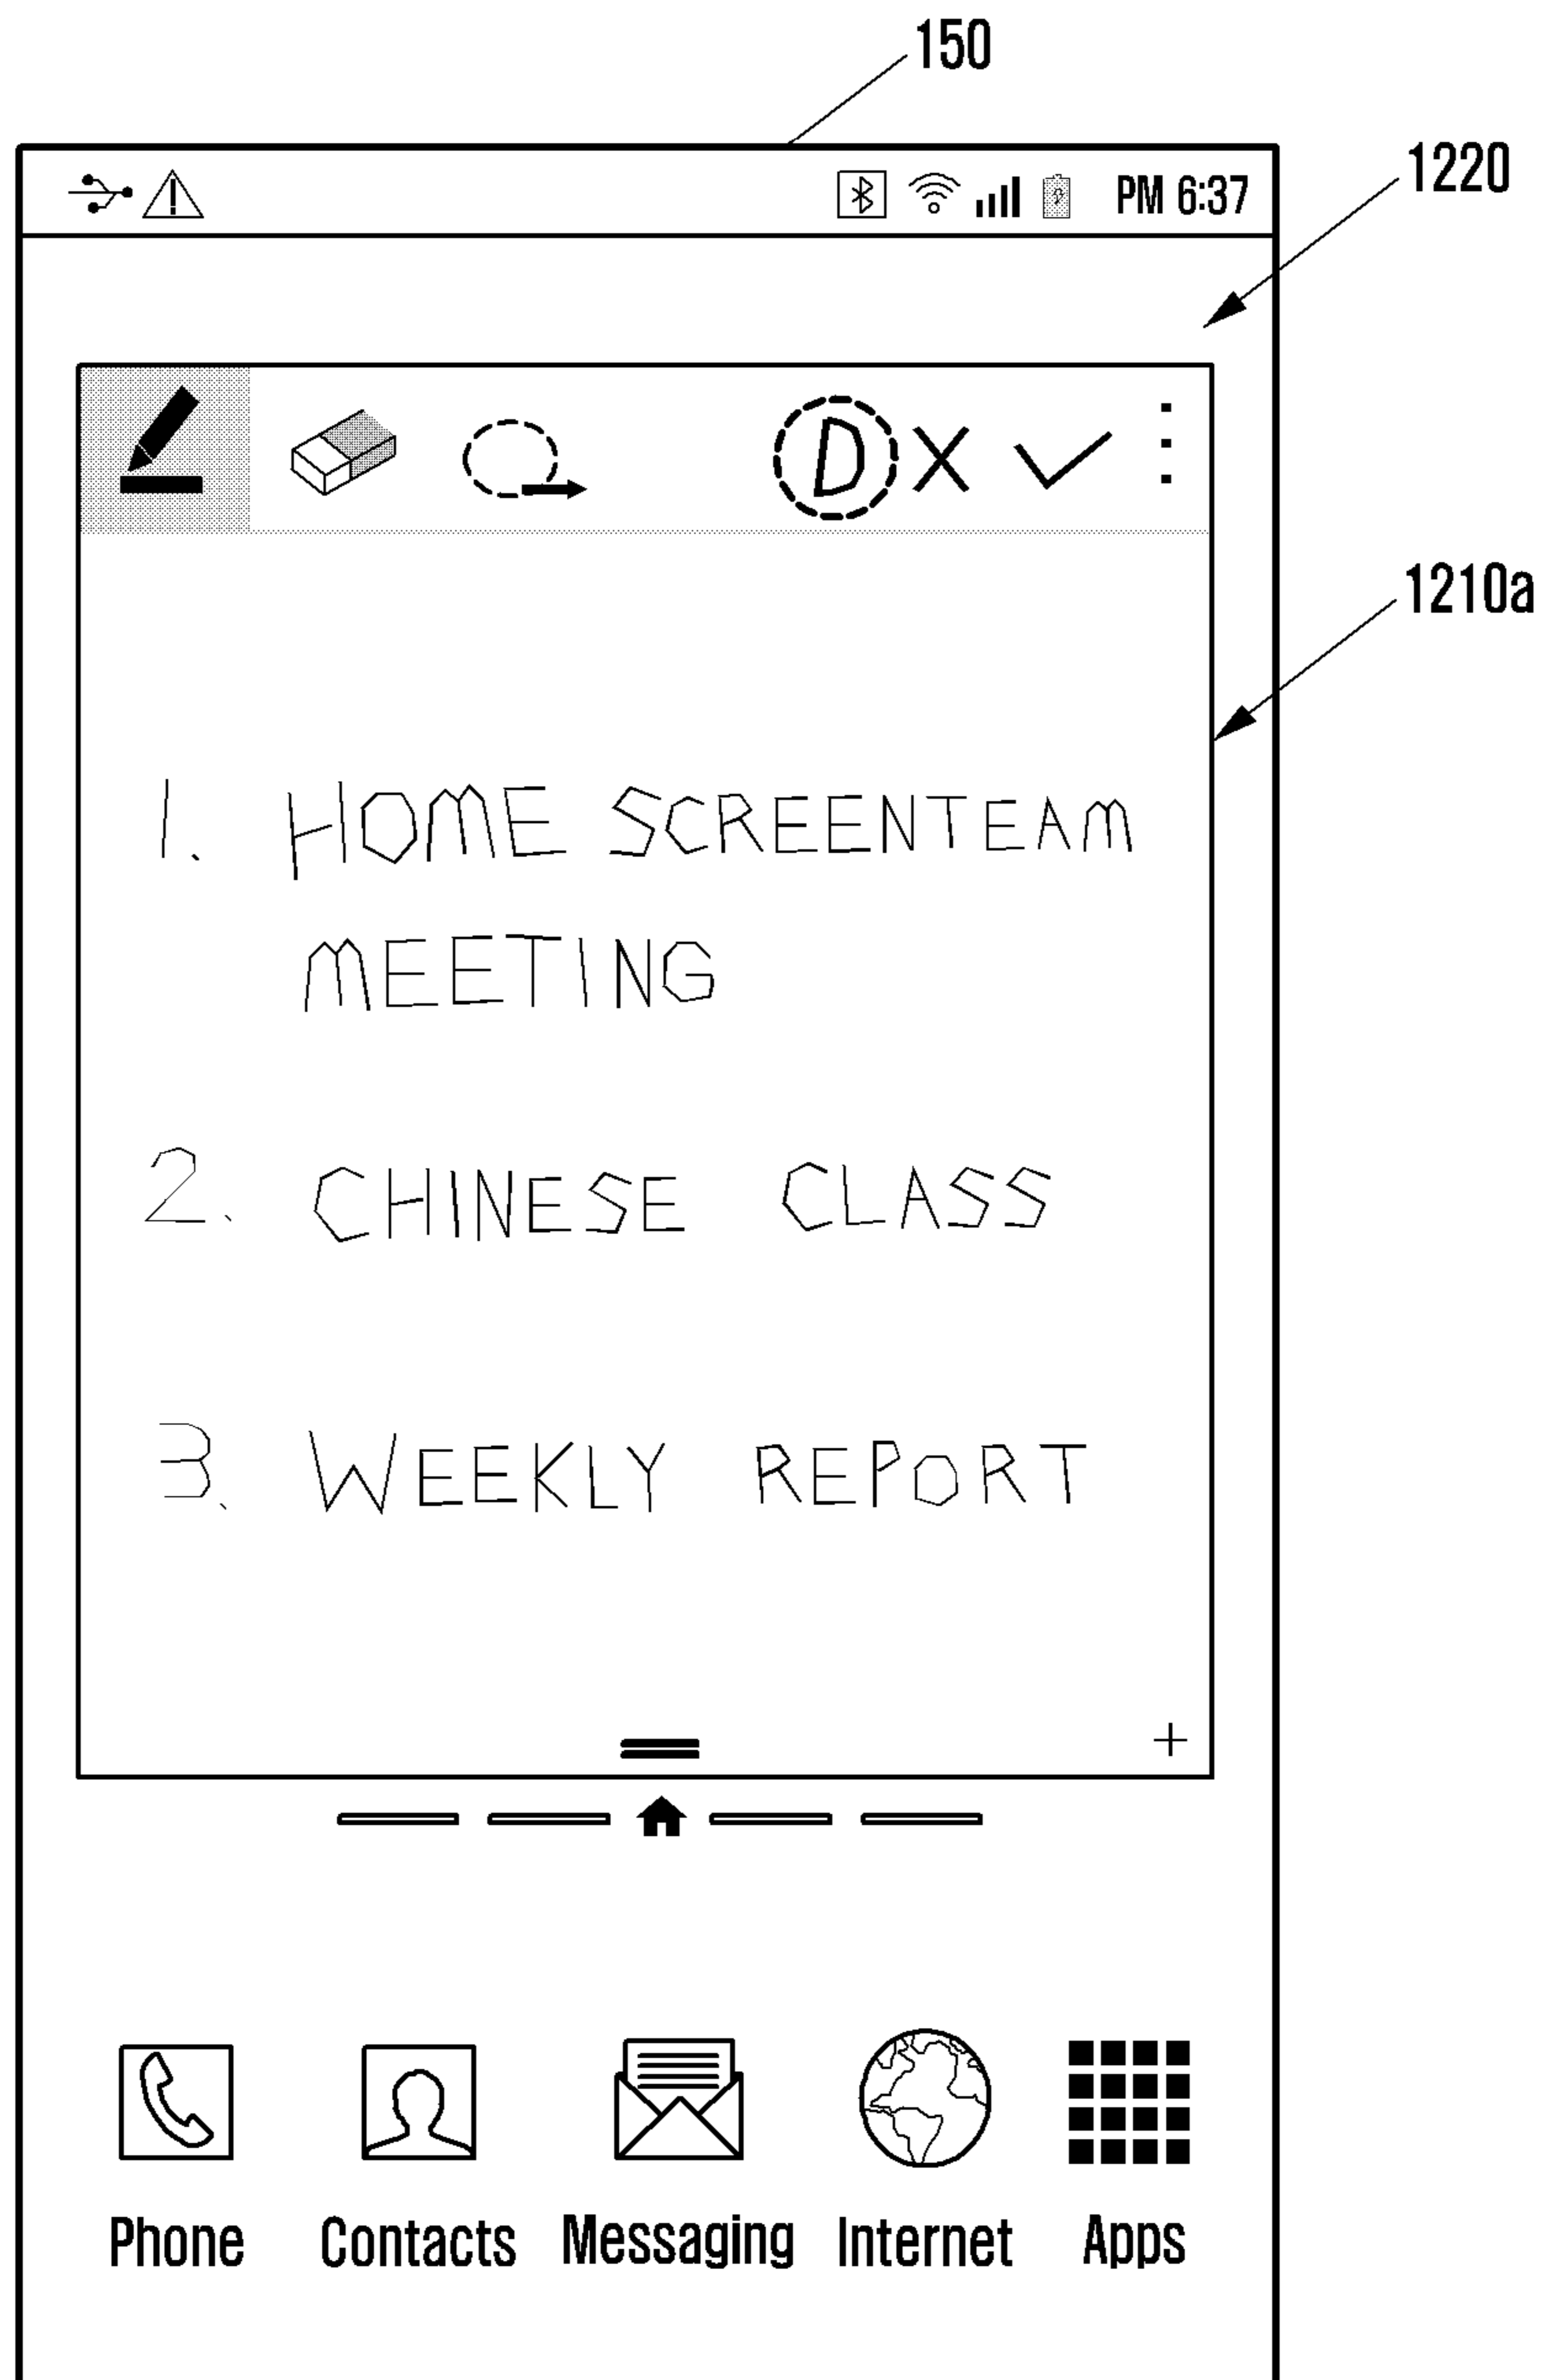 150
1220
PM 6:37
D X
1210a
1. HOME SCREENTEAM
MEETING
2. CHINESE CLASS
3. WEEKLY REPORT
Phone Contacts Messaging Internet Apps